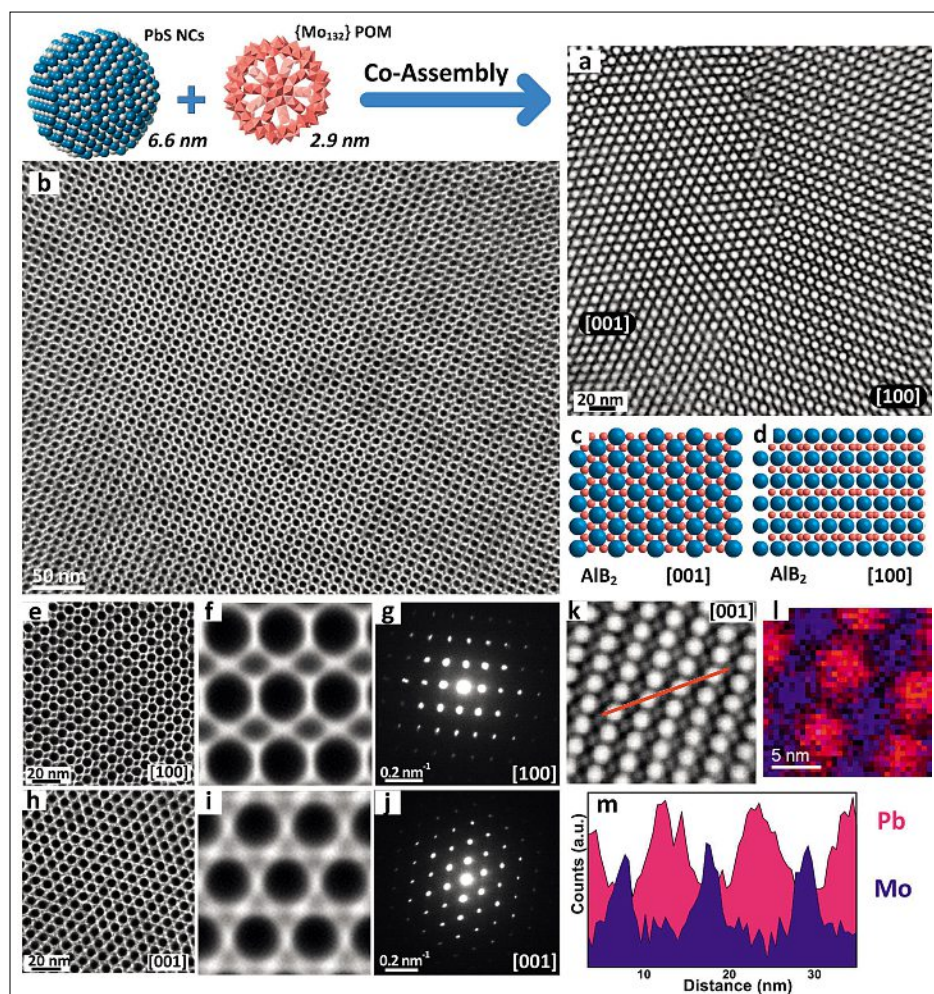 PbS NCs
{Mo₁₃₂} POM
Co-Assembly
6.6 nm
2.9 nm
a
[001]
[100]
20 nm
b
50 nm
c
d
AlB₂ [001]
AlB₂ [100]
e
20 nm
[100]
f
g
0.2 nm⁻¹
[100]
h
20 nm
[001]
i
j
0.2 nm⁻¹
[001]
k
[001]
l
5 nm
m
Pb
Mo
Counts (a.u.)
10 20 30
Distance (nm)